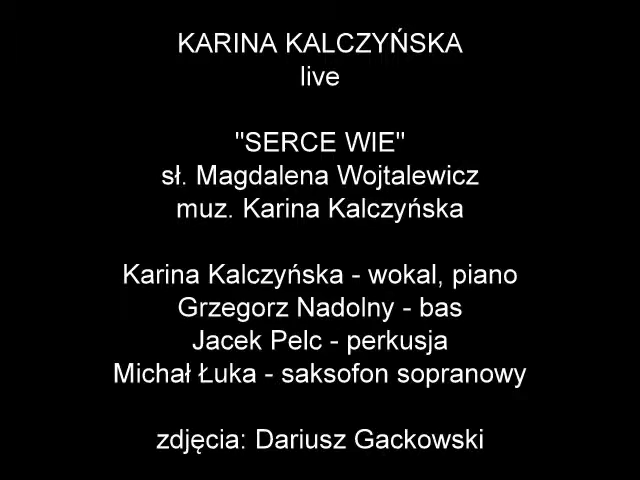 KARINA KALCZYŃSKA
live
"SERCE WIE"
sł. Magdalena Wojtalewicz
muz. Karina Kalczyńska
Karina Kalczyńska - wokal, piano
Grzegorz Nadolny - bas
Jacek Pelc - perkusja
Michał Łuka - saksofon sopranowy
zdjęcia: Dariusz Gackowski